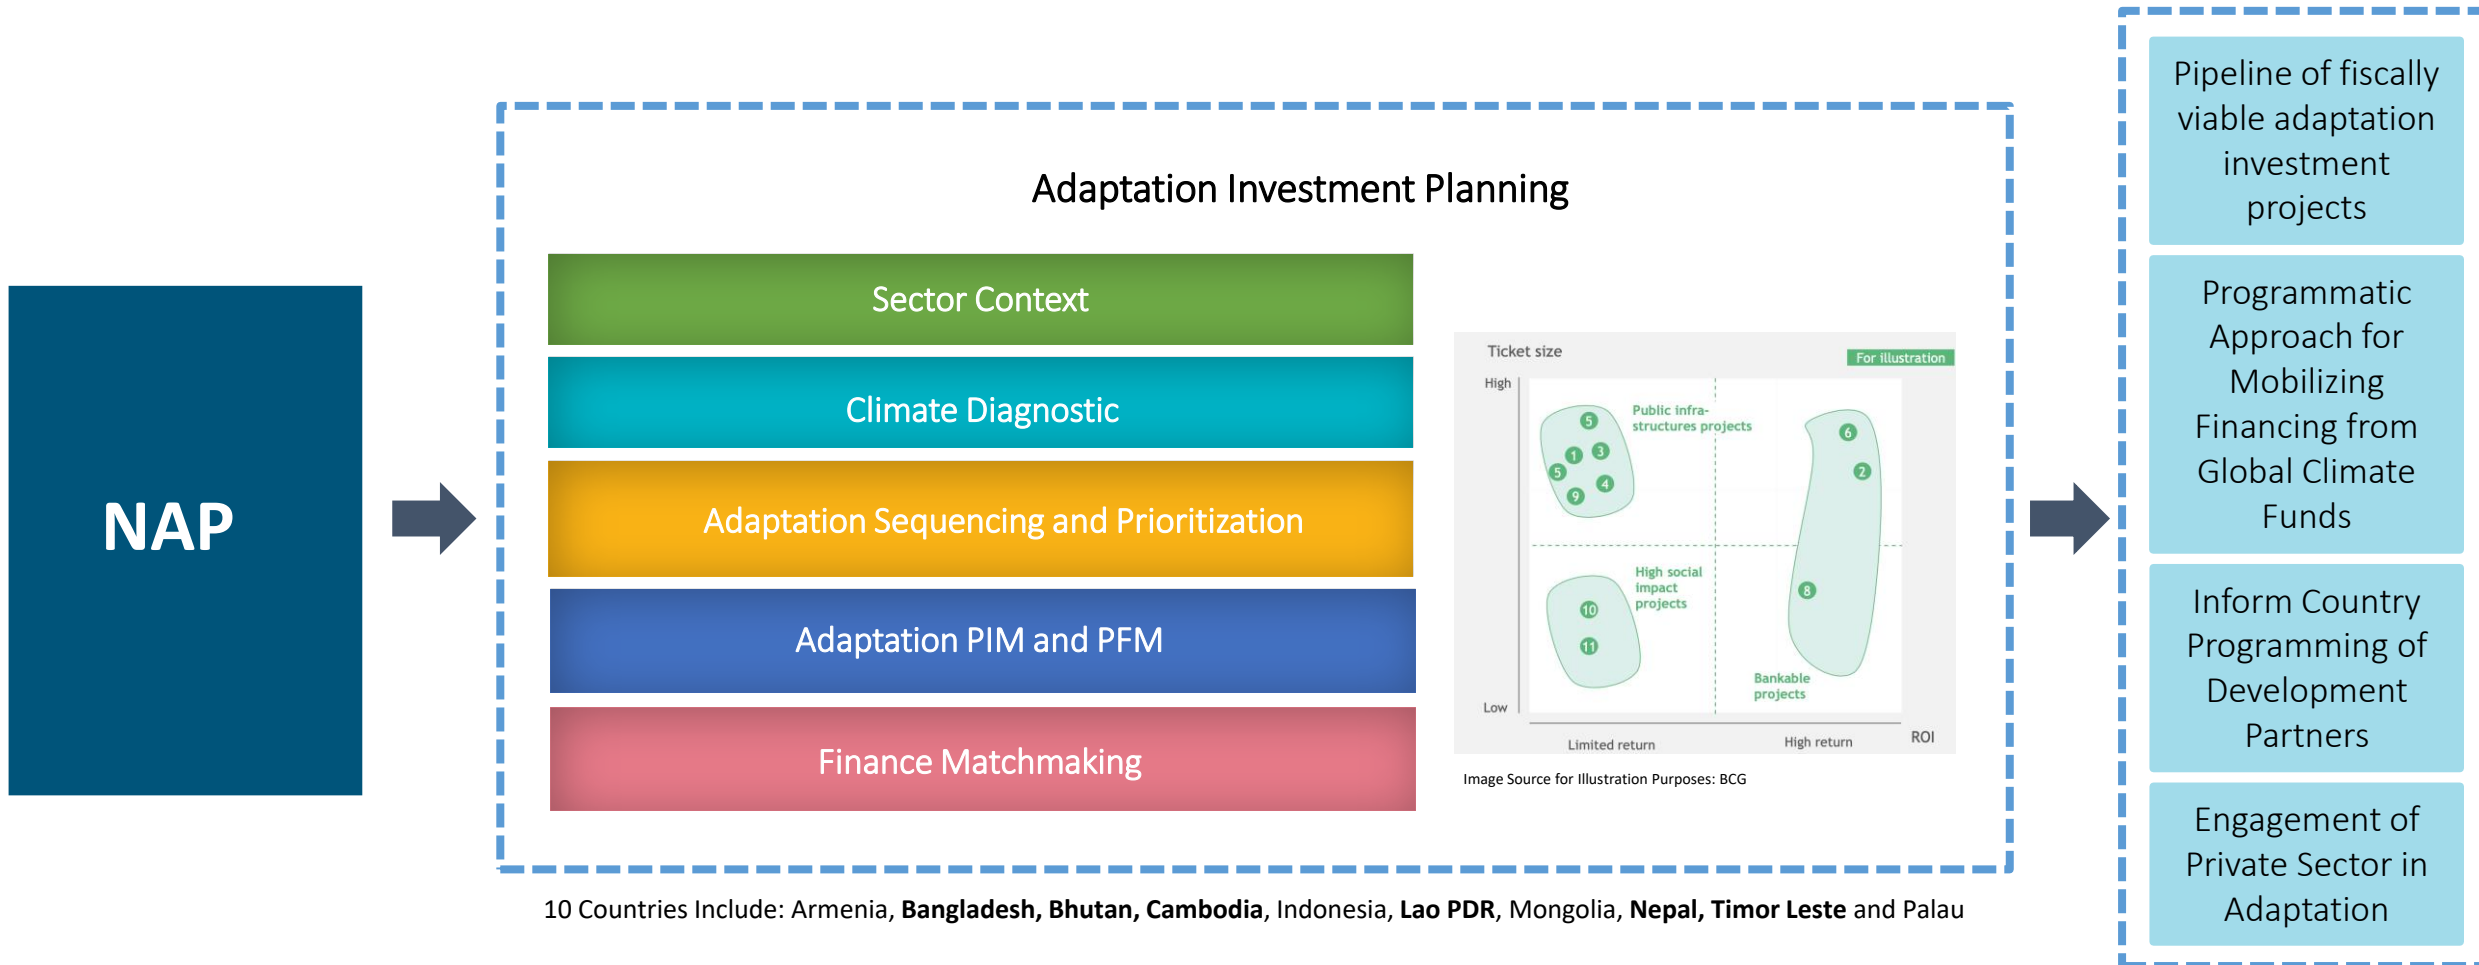 NAP
Adaptation Investment Planning
Sector Context
Climate Diagnostic
Adaptation Sequencing and Prioritization
Adaptation PIM and PFM
Finance Matchmaking
Ticket size
For illustration
High
Public infra-
structures projects
5
1
3
5
4
9
6
2
High social
impact
projects
10
11
8
Bankable
projects
Low
Limited return
High return
ROI
Image Source for Illustration Purposes: BCG
10 Countries Include: Armenia, Bangladesh, Bhutan, Cambodia, Indonesia, Lao PDR, Mongolia, Nepal, Timor Leste and Palau
Pipeline of fiscally
viable adaptation
investment
projects
Programmatic
Approach for
Mobilizing
Financing from
Global Climate
Funds
Inform Country
Programming of
Development
Partners
Engagement of
Private Sector in
Adaptation